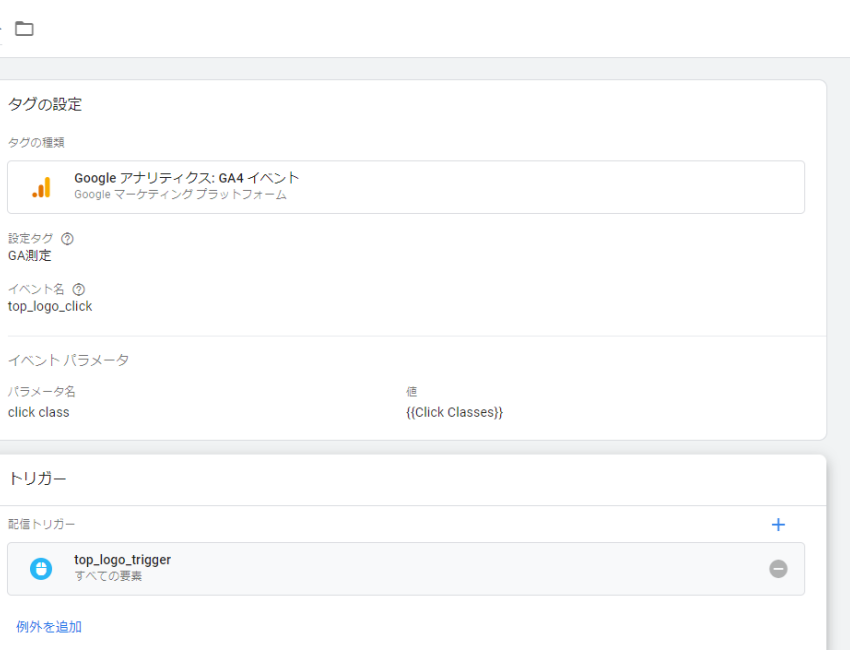 タグの設定
タグの種類
Google アナリティクス: GA4 イベント
Google マーケティング プラットフォーム
設定タグ
GA測定
イベント名
top_logo_click
イベント パラメータ
パラメータ名 値
click class {{Click Classes}}
トリガー
配信トリガー
top_logo_trigger
すべての要素
例外を追加